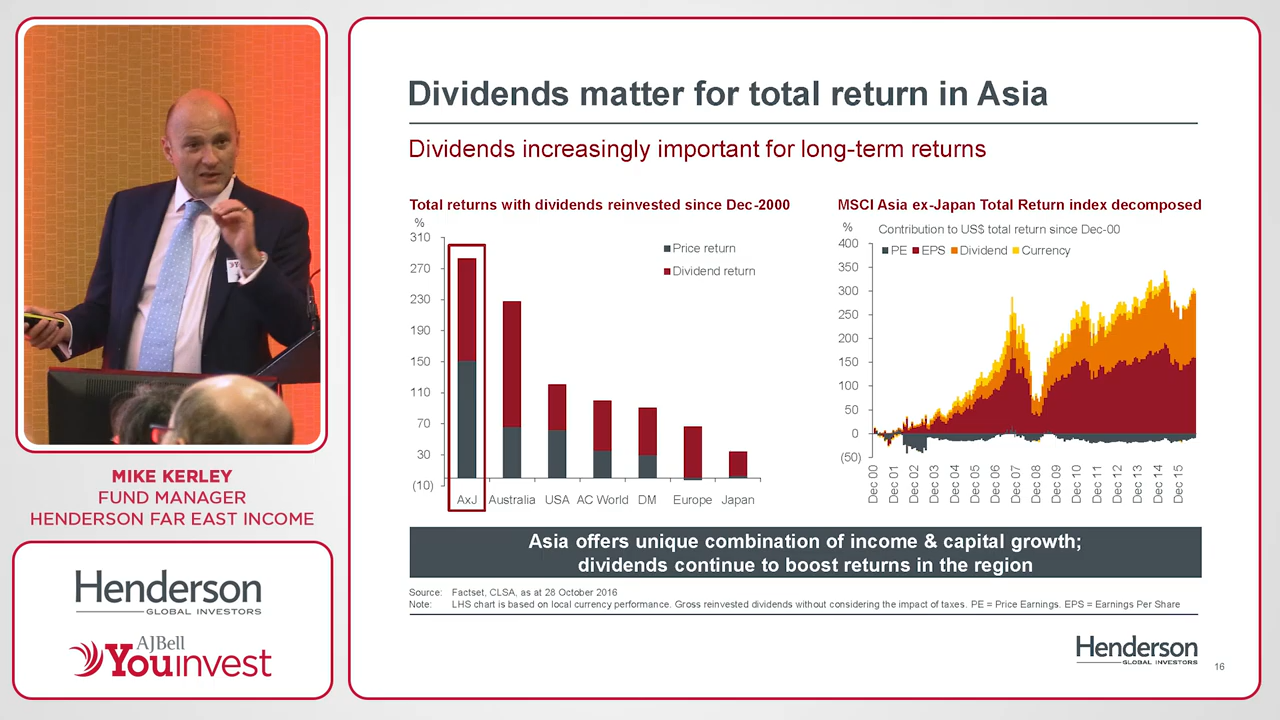 MIKE KERLEY
FUND MANAGER
HENDERSON FAR EAST INCOME
Henderson
GLOBAL INVESTORS
AJBell
Youinvest
Dividends matter for total return in Asia
Dividends increasingly important for long-term returns
Total returns with dividends reinvested since Dec-2000
%
310
270
230
190
150
110
70
30
(10)
Price return
Dividend return
AxJ Australia USA AC World DM Europe Japan
MSCI Asia ex-Japan Total Return index decomposed
% Contribution to US$ total return since Dec-00
PE EPS Dividend Currency
400
350
300
250
200
150
100
50
0
(50)
Dec 00 Dec 01 Dec 02 Dec 03 Dec 04 Dec 05 Dec 06 Dec 07 Dec 08 Dec 09 Dec 10 Dec 11 Dec 12 Dec 13 Dec 14 Dec 15
Asia offers unique combination of income & capital growth;
dividends continue to boost returns in the region
Source: Factset, CLSA, as at 28 October 2016
Note: LHS chart is based on local currency performance. Gross reinvested dividends without considering the impact of taxes. PE = Price Earnings. EPS = Earnings Per Share
Henderson
GLOBAL INVESTORS
16